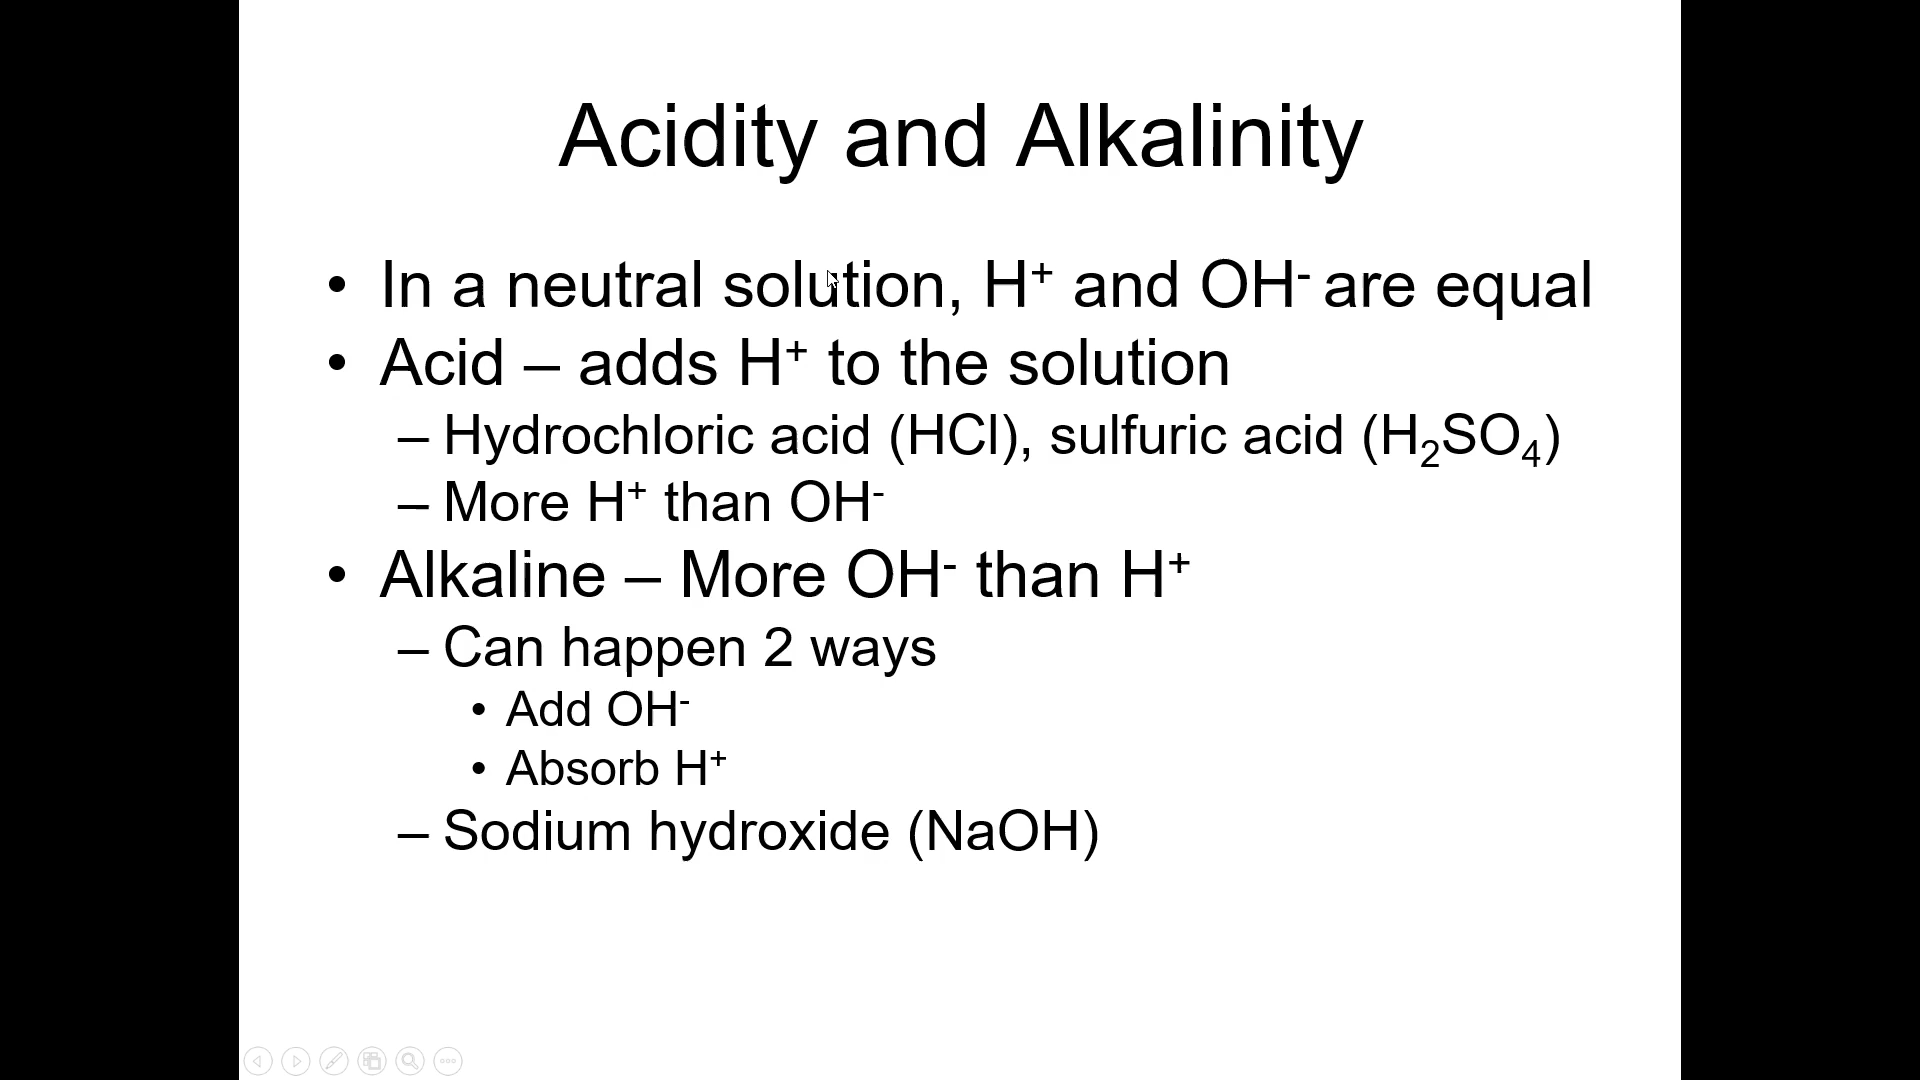 Acidity and Alkalinity
• In a neutral solution, H⁺ and OH⁻ are equal
• Acid – adds H⁺ to the solution
– Hydrochloric acid (HCl), sulfuric acid (H₂SO₄)
– More H⁺ than OH⁻
• Alkaline – More OH⁻ than H⁺
– Can happen 2 ways
• Add OH⁻
• Absorb H⁺
– Sodium hydroxide (NaOH)